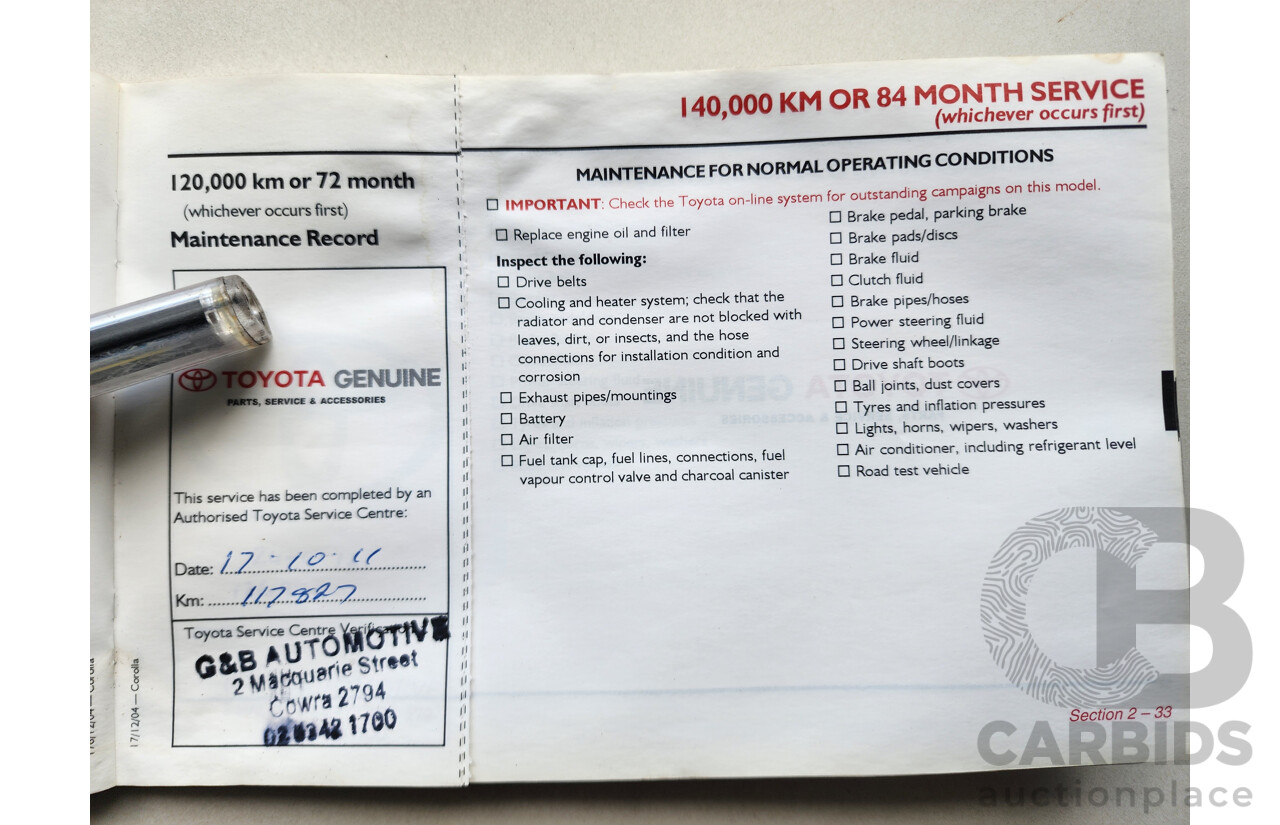 120,000 km or 72 month
(whichever occurs first)
Maintenance Record
TOYOTA GENUINE
PARTS, SERVICE & ACCESSORIES
This service has been completed by an
Authorised Toyota Service Centre:
Date: 17-10-11
Km: 117827
Toyota Service Centre
G&B AUTOMOTIVE
2 Macquarie Street
Cowra 2794
1700
17/12/04 — Corolla
140,000 KM OR 84 MONTH SERVICE
(whichever occurs first)
MAINTENANCE FOR NORMAL OPERATING CONDITIONS
IMPORTANT: Check the Toyota on-line system for outstanding campaigns on this model.
Replace engine oil and filter
Inspect the following:
Drive belts
Cooling and heater system; check that the
radiator and condenser are not blocked with
leaves, dirt, or insects, and the hose
connections for installation condition and
corrosion
Exhaust pipes/mountings
Battery
Air filter
Fuel tank cap, fuel lines, connections, fuel
vapour control valve and charcoal canister
Brake pedal, parking brake
Brake pads/discs
Brake fluid
Clutch fluid
Brake pipes/hoses
Power steering fluid
Steering wheel/linkage
Drive shaft boots
Ball joints, dust covers
Tyres and inflation pressures
Lights, horns, wipers, washers
Air conditioner, including refrigerant level
Road test vehicle
Section 2 – 33
CB
CARBIDS
auctionplace